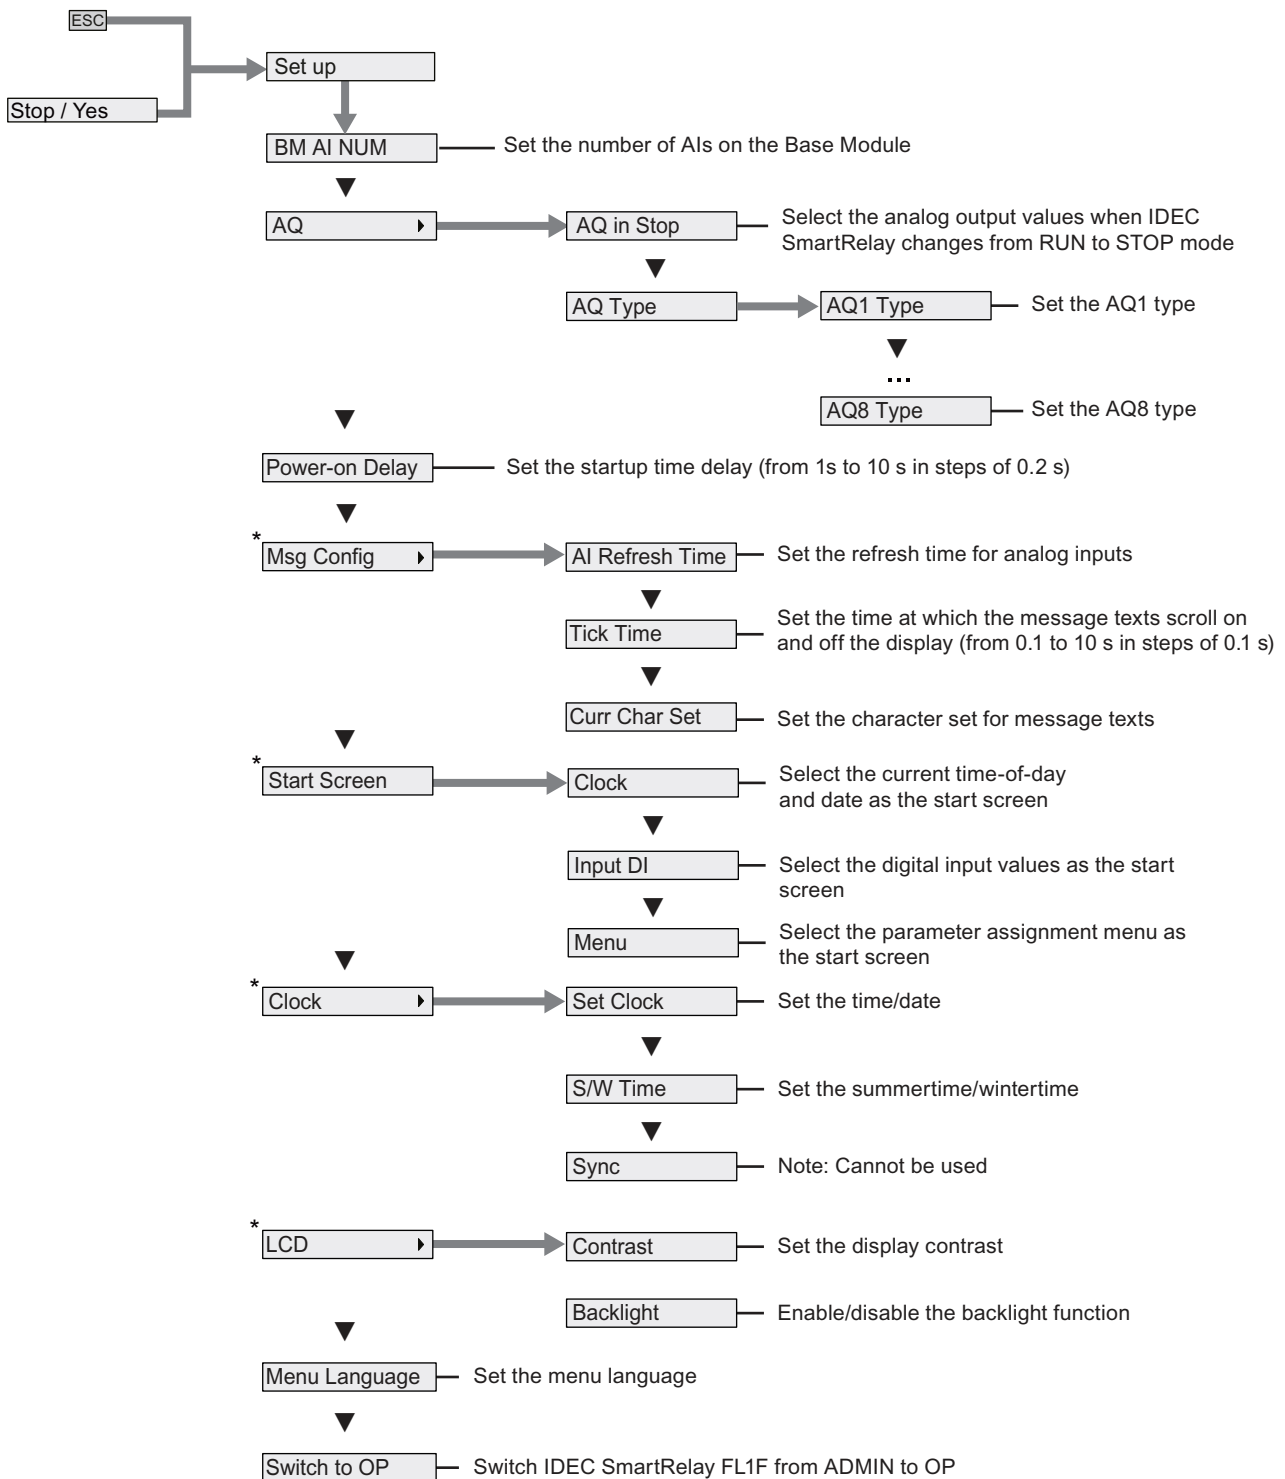 ESC
Set up
Stop / Yes
BM AI NUM
Set the number of AIs on the Base Module
AQ
AQ in Stop
Select the analog output values when IDEC
SmartRelay changes from RUN to STOP mode
AQ Type
AQ1 Type
Set the AQ1 type
...
AQ8 Type
Set the AQ8 type
Power-on Delay
Set the startup time delay (from 1s to 10 s in steps of 0.2 s)
*
Msg Config
AI Refresh Time
Set the refresh time for analog inputs
Tick Time
Set the time at which the message texts scroll on
and off the display (from 0.1 to 10 s in steps of 0.1 s)
Curr Char Set
Set the character set for message texts
*
Start Screen
Clock
Select the current time-of-day
and date as the start screen
Input DI
Select the digital input values as the start
screen
Menu
Select the parameter assignment menu as
the start screen
*
Clock
Set Clock
Set the time/date
S/W Time
Set the summertime/wintertime
Sync
Note: Cannot be used
*
LCD
Contrast
Set the display contrast
Backlight
Enable/disable the backlight function
Menu Language
Set the menu language
Switch to OP
Switch IDEC SmartRelay FL1F from ADMIN to OP